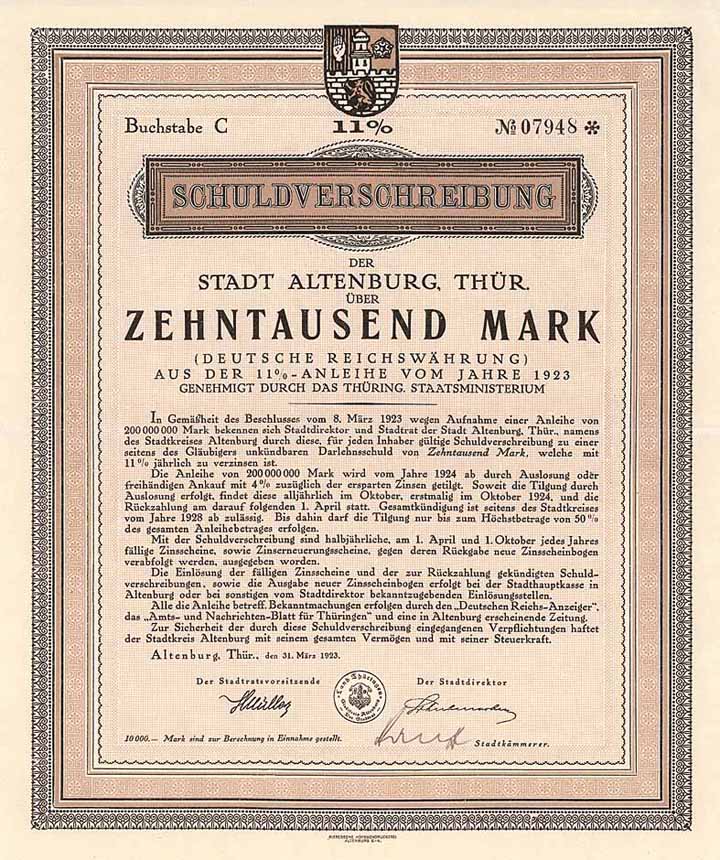 Buchstabe C
11%
№ 07948 ✻
SCHULDVERSCHREIBUNG
DER
STADT ALTENBURG, THÜR.
ÜBER
ZEHNTAUSEND MARK
(DEUTSCHE REICHSWÄHRUNG)
AUS DER 11%-ANLEIHE VOM JAHRE 1923
GENEHMIGT DURCH DAS THÜRING. STAATSMINISTERIUM
In Gemäßheit des Beschlusses vom 8. März 1923 wegen Aufnahme einer Anleihe von
200 000 000 Mark bekennen sich Stadtdirektor und Stadtrat der Stadt Altenburg, Thür., namens
des Stadtkreises Altenburg durch diese, für jeden Inhaber gültige Schuldverschreibung zu einer
seitens des Gläubigers unkündbaren Darlehnsschuld von Zehntausend Mark, welche mit
11% jährlich zu verzinsen ist.
Die Anleihe von 200 000 000 Mark wird vom Jahre 1924 ab durch Auslosung oder
freihändigen Ankauf mit 4% zuzüglich der ersparten Zinsen getilgt. Soweit die Tilgung durch
Auslosung erfolgt, findet diese alljährlich im Oktober, erstmalig im Oktober 1924, und die
Rückzahlung am darauf folgenden 1. April statt. Gesamtkündigung ist seitens des Stadtkreises
vom Jahre 1928 ab zulässig. Bis dahin darf die Tilgung nur bis zum Höchstbetrage von 50%
des gesamten Anleihebetrages erfolgen.
Mit der Schuldverschreibung sind halbjährliche, am 1. April und 1. Oktober jedes Jahres
fällige Zinsscheine, sowie Zinserneuerungsscheine, gegen deren Rückgabe neue Zinsscheinbogen
verabfolgt werden, ausgegeben worden.
Die Einlösung der fälligen Zinsscheine und der zur Rückzahlung gekündigten Schuld-
verschreibungen, sowie die Ausgabe neuer Zinsscheinbogen erfolgt bei der Stadthauptkasse in
Altenburg oder bei sonstigen vom Stadtdirektor bekanntzugebenden Einlösungsstellen.
Alle die Anleihe betreff. Bekanntmachungen erfolgen durch den „Deutschen Reichs-Anzeiger“,
das „Amts- und Nachrichten-Blatt für Thüringen“ und eine in Altenburg erscheinende Zeitung.
Zur Sicherheit der durch diese Schuldverschreibung eingegangenen Verpflichtungen haftet
der Stadtkreis Altenburg mit seinem gesamten Vermögen und mit seiner Steuerkraft.
Altenburg, Thür., den 31. März 1923.
Der Stadtratsvorsitzende
Der Stadtdirektor
Land Thüringen
10000.— Mark sind zur Berechnung in Einnahme gestellt.
Stadtkämmerer.